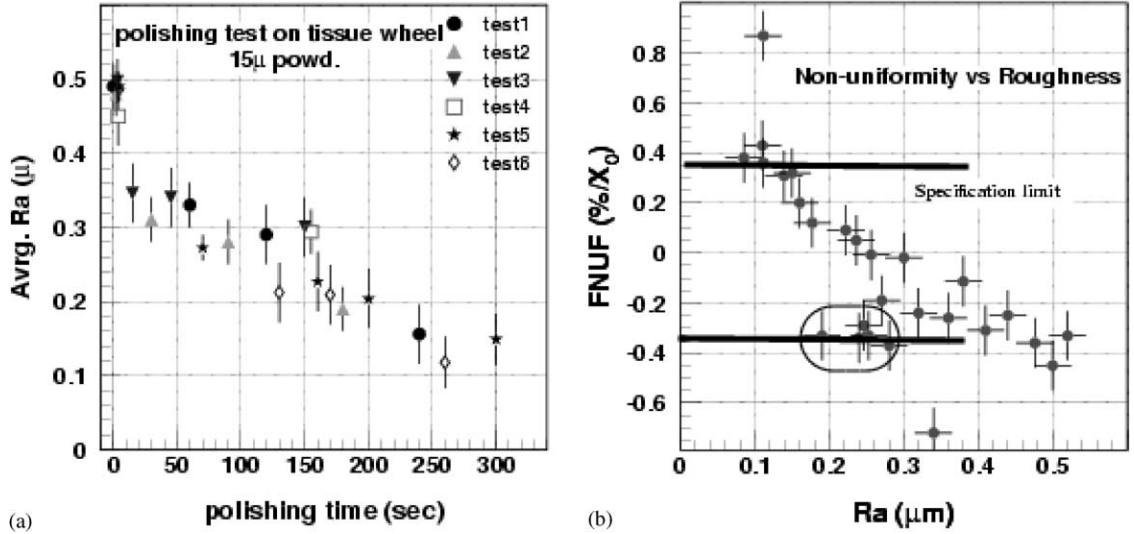 polishing test on tissue wheel
15μ powd.
test1
test2
test3
test4
test5
test6
0.5
0.4
0.3
0.2
0.1
0
Avrg. Ra (μ)
0 50 100 150 200 250 300
polishing time (sec)
(a)
Non-uniformity vs Roughness
Specification limit
0.8
0.6
0.4
0.2
0
-0.2
-0.4
-0.6
FNUF (%/X₀)
0 0.1 0.2 0.3 0.4 0.5
Ra (μm)
(b)